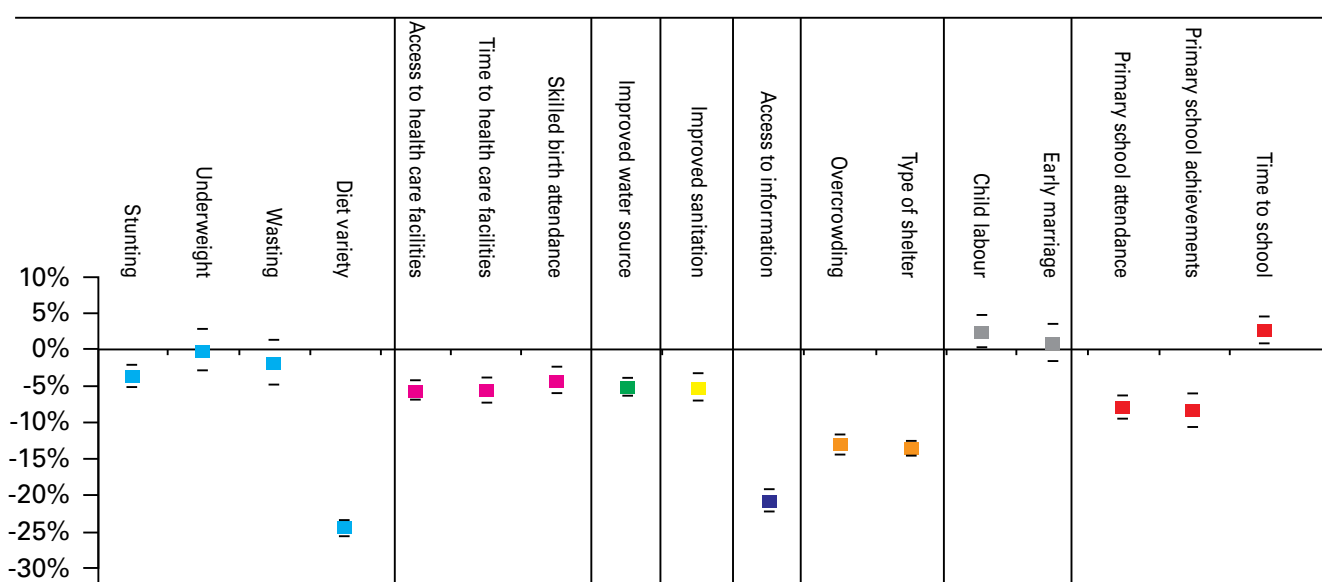 Stunting
Underweight
Wasting
Diet variety
Access to health care facilities
Time to health care facilities
Skilled birth attendance
Improved water source
Improved sanitation
Access to information
Overcrowding
Type of shelter
Child labour
Early marriage
Primary school attendance
Primary school achievements
Time to school
10%
5%
0%
-5%
-10%
-15%
-20%
-25%
-30%